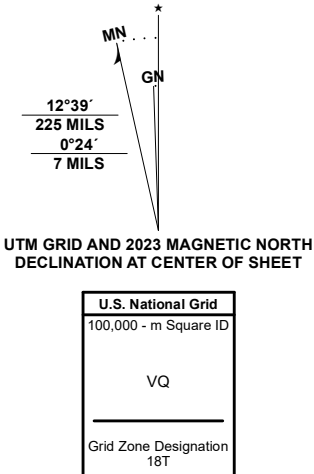 ★
MN
GN
12°39´
225 MILS
0°24´
7 MILS
UTM GRID AND 2023 MAGNETIC NORTH
DECLINATION AT CENTER OF SHEET
U.S. National Grid
100,000 - m Square ID
VQ
Grid Zone Designation
18T